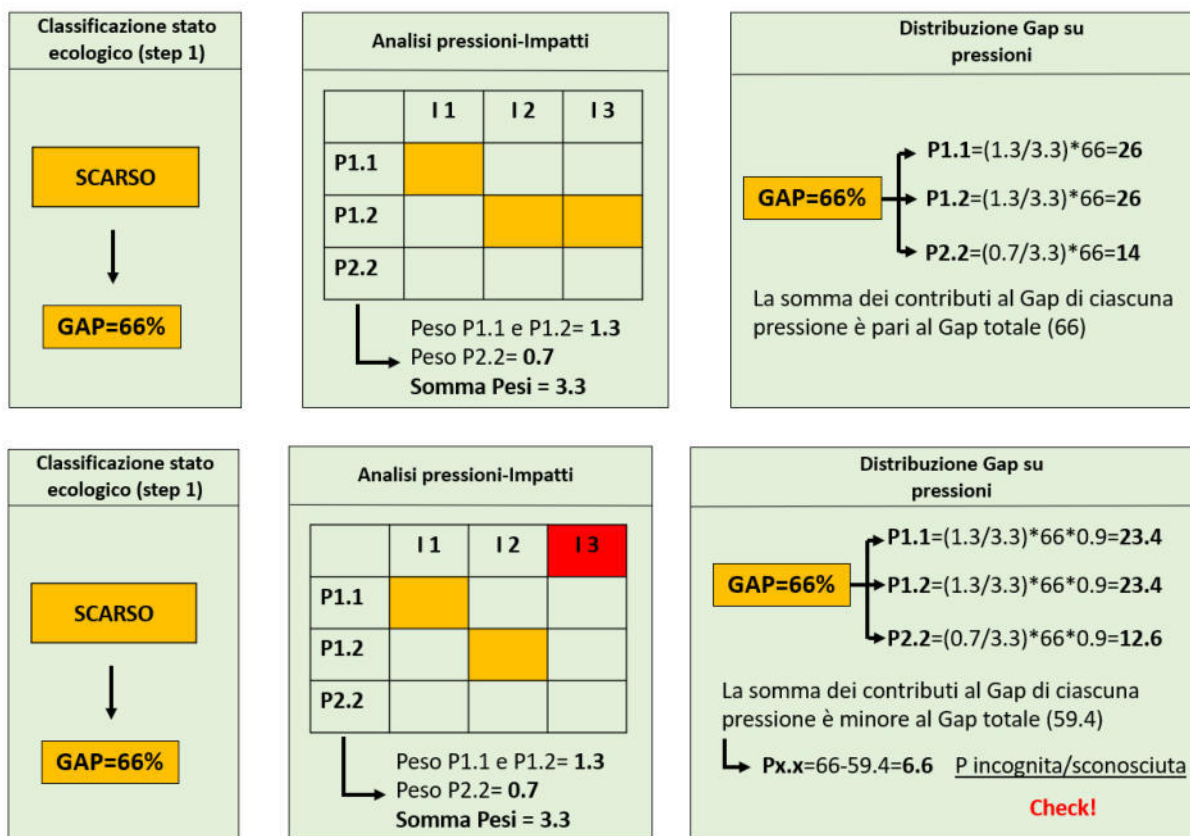 Classificazione stato
ecologico (step 1)
SCARSO
GAP=66%
Analisi pressioni-Impatti
I 1 I 2 I 3
P1.1
P1.2
P2.2
Peso P1.1 e P1.2= 1.3
Peso P2.2= 0.7
Somma Pesi = 3.3
Distribuzione Gap su
pressioni
GAP=66%
P1.1=(1.3/3.3)*66=26
P1.2=(1.3/3.3)*66=26
P2.2=(0.7/3.3)*66=14
La somma dei contributi al Gap di ciascuna
pressione è pari al Gap totale (66)
Classificazione stato
ecologico (step 1)
SCARSO
GAP=66%
Analisi pressioni-Impatti
I 1 I 2 I 3
P1.1
P1.2
P2.2
Peso P1.1 e P1.2= 1.3
Peso P2.2= 0.7
Somma Pesi = 3.3
Distribuzione Gap su
pressioni
GAP=66%
P1.1=(1.3/3.3)*66*0.9=23.4
P1.2=(1.3/3.3)*66*0.9=23.4
P2.2=(0.7/3.3)*66*0.9=12.6
La somma dei contributi al Gap di ciascuna
pressione è minore al Gap totale (59.4)
Px.x=66-59.4=6.6 P incognita/sconosciuta
Check!